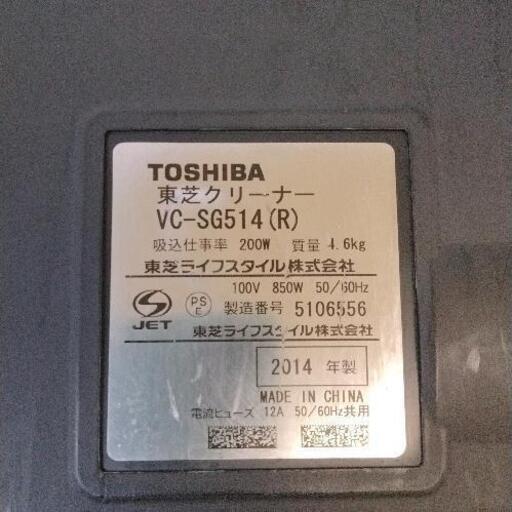 TOSHIBA
東芝クリーナー
VC-SG514(R)
吸込仕事率 200W 質量 4.6kg
東芝ライフスタイル株式会社
100V 850W 50/60Hz
S JET PS E 製造番号 5106556
東芝ライフスタイル株式会社
2014 年製
MADE IN CHINA
電流ヒューズ 12A 50/60Hz共用